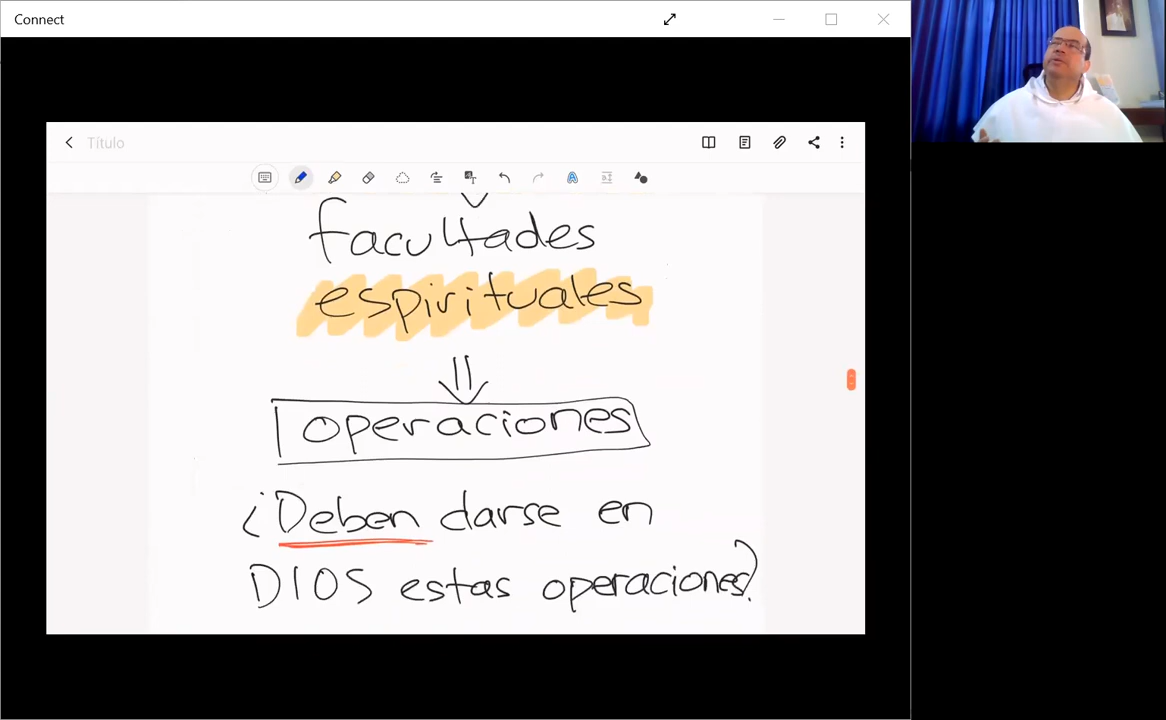 Connect
Título
facultades
espirituales
operaciones
¿Deben darse en
DIOS estas operaciones?